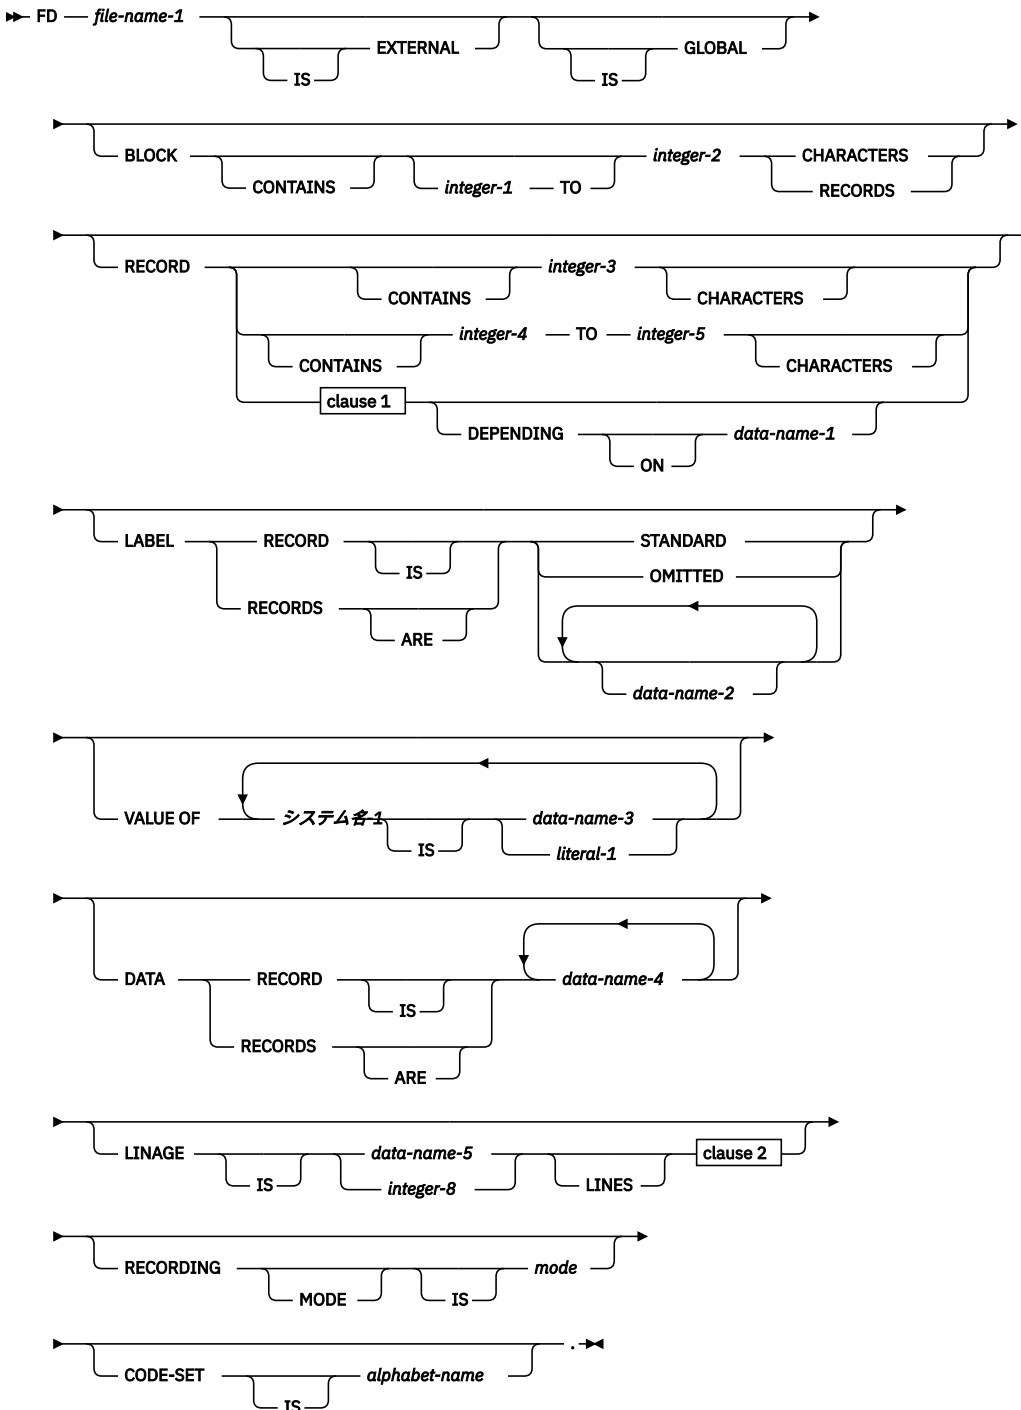 FD file-name-1
EXTERNAL GLOBAL
IS IS
BLOCK integer-2 CHARACTERS
CONTAINS integer-1 TO RECORDS
RECORD integer-3
CONTAINS CHARACTERS
integer-4 TO integer-5
CONTAINS CHARACTERS
clause 1
DEPENDING data-name-1
ON
LABEL RECORD STANDARD
IS OMITTED
RECORDS
ARE
data-name-2
VALUE OF システム名-1 data-name-3
IS literal-1
DATA RECORD data-name-4
IS
RECORDS
ARE
LINAGE data-name-5 clause 2
IS integer-8 LINES
RECORDING mode
MODE IS
.
CODE-SET alphabet-name
IS